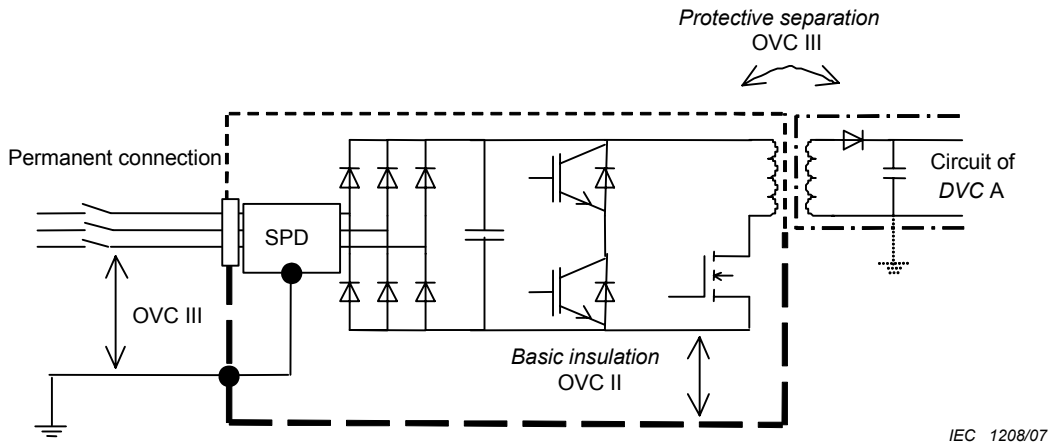 Protective separation
OVC III
Permanent connection
Circuit of
DVC A
SPD
OVC III
Basic insulation
OVC II
IEC 1208/07